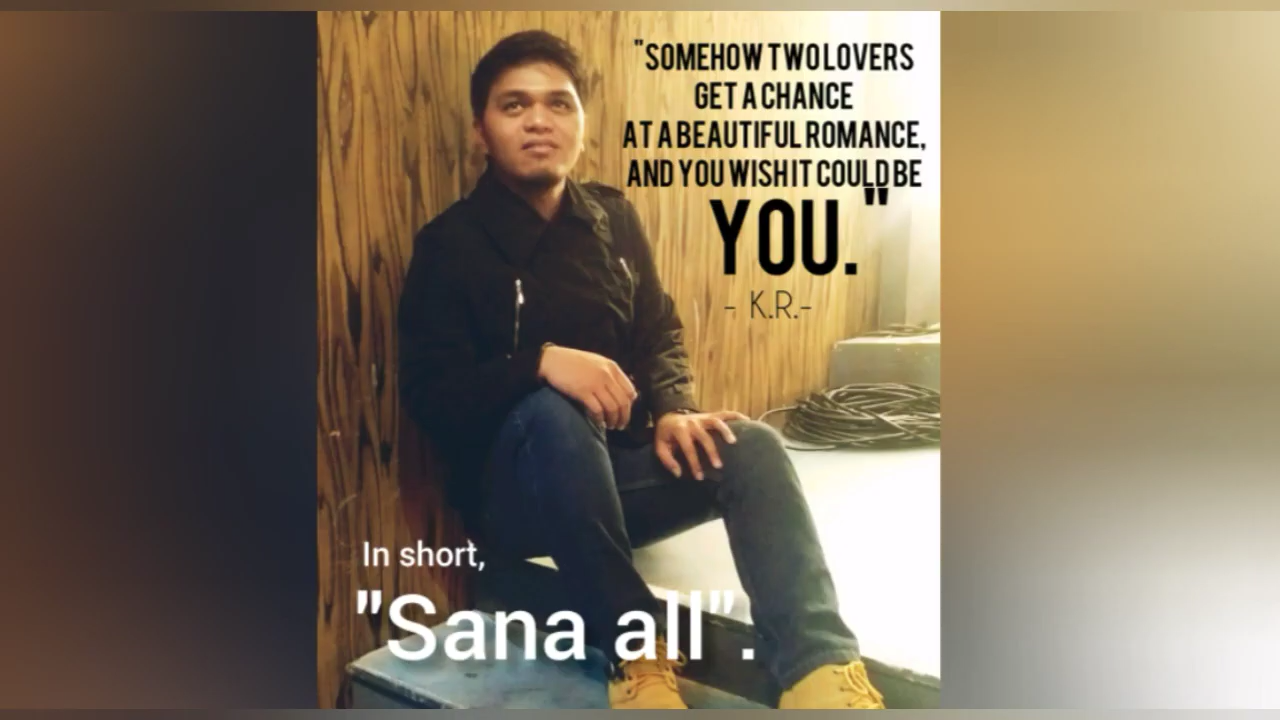 "SOMEHOW TWO LOVERS
GET A CHANCE
AT A BEAUTIFUL ROMANCE,
AND YOU WISH IT COULD BE
YOU."
- K.R.-
In short,
"Sana all".